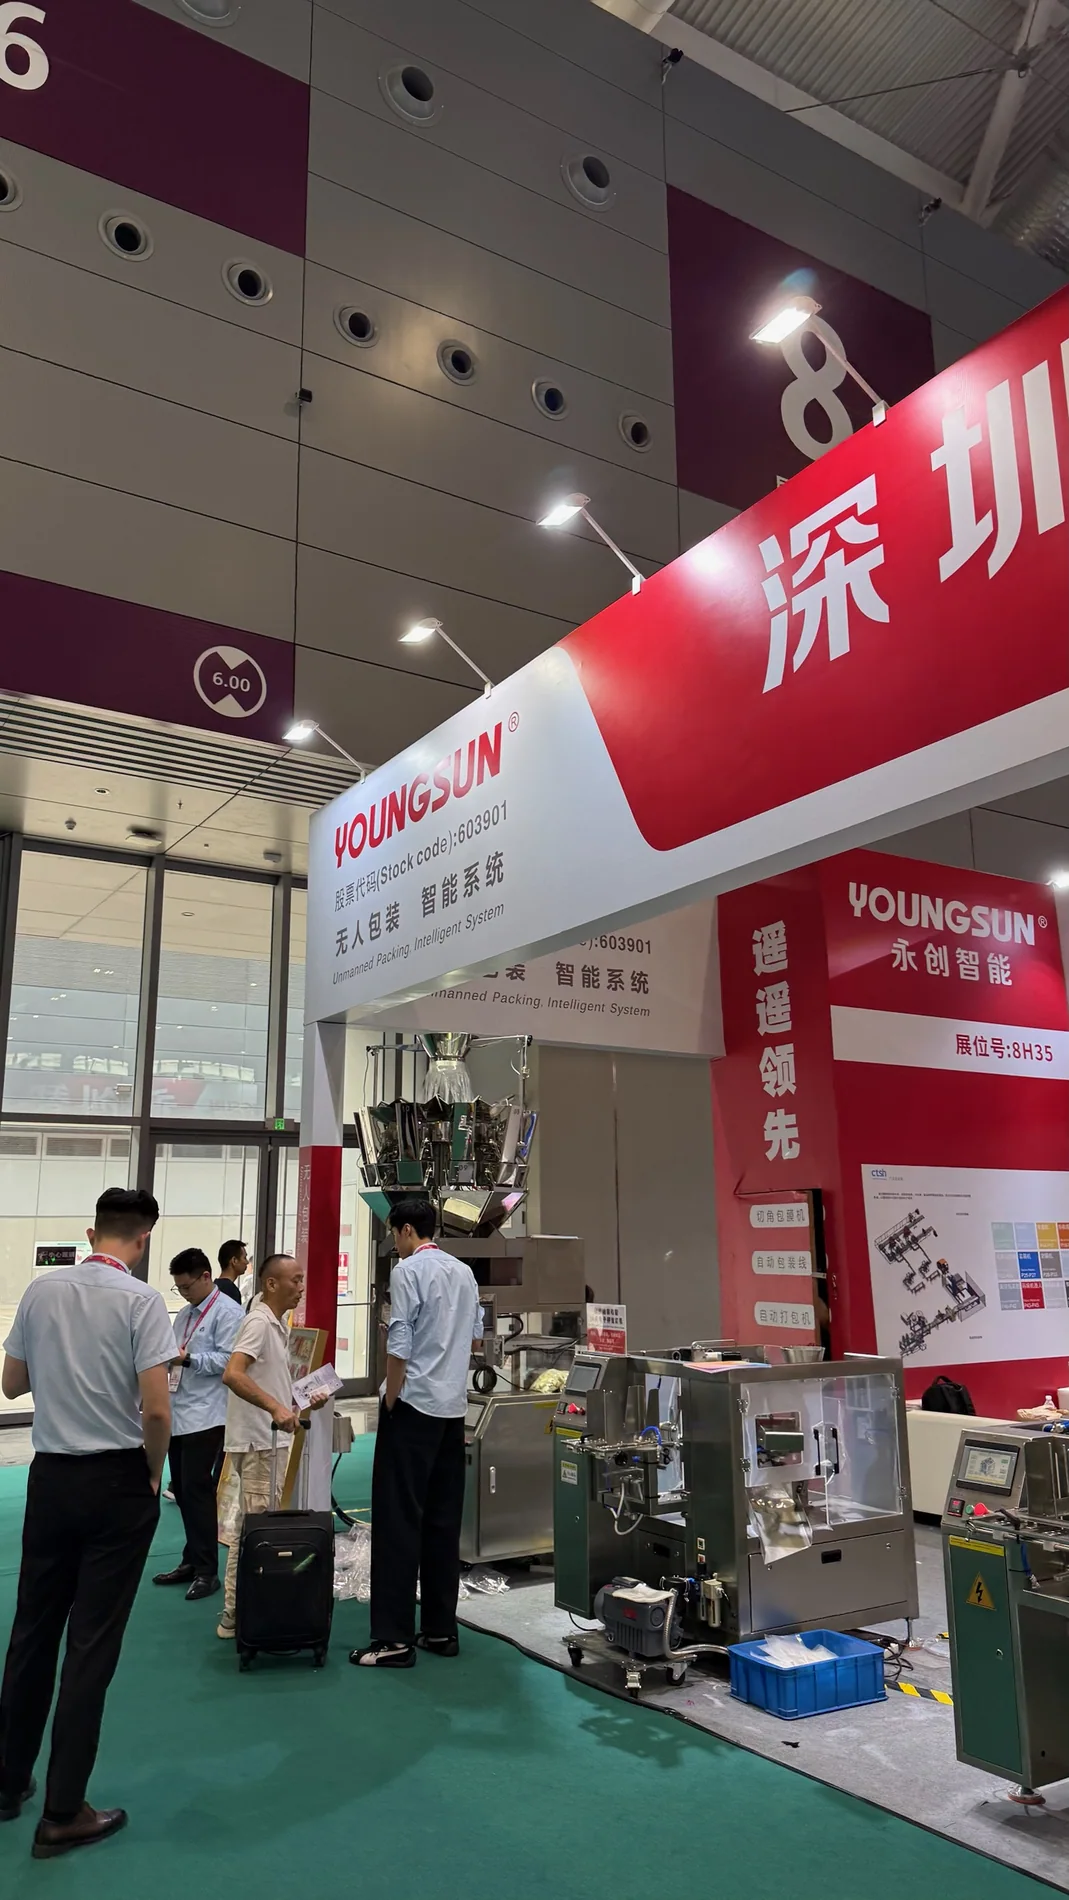 6
8
6.00
深圳
YOUNGSUN®
股票代码(Stock code):603901
无人包装 智能系统
Unmanned Packing, Intelligent System
):603901
装 智能系统
manned Packing, Intelligent System
遥遥领先
YOUNGSUN®
永创智能
展位号:8H35
切角包膜机
自动包装线
自动打包机
ctsh